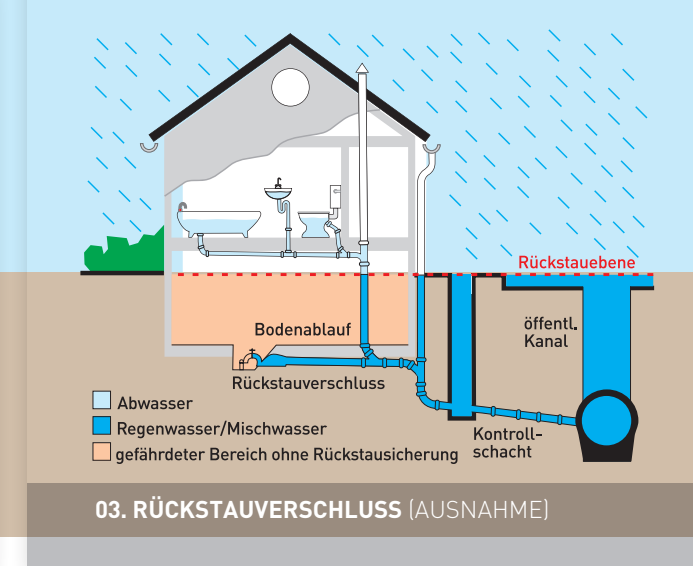 Rückstauebene
Bodenablauf
öffentl.
Kanal
Rückstauverschluss
Abwasser
Regenwasser/Mischwasser
Kontroll-
schacht
gefährdeter Bereich ohne Rückstausicherung
03. RÜCKSTAUVERSCHLUSS (AUSNAHME)